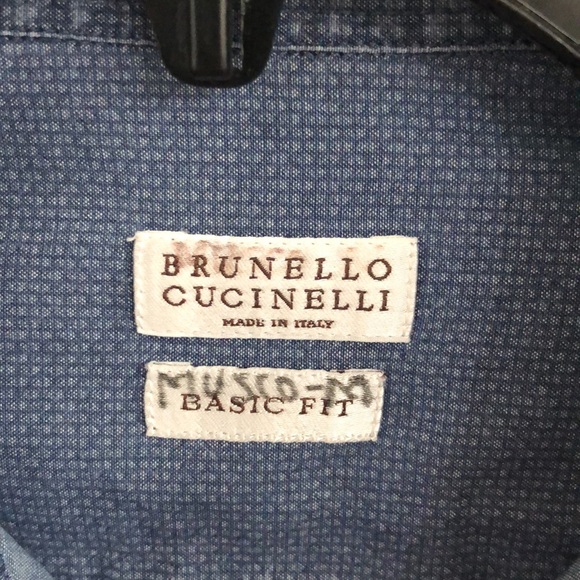 BRUNELLO
CUCINELLI
MADE IN ITALY
MUSCO-M
BASIC FIT